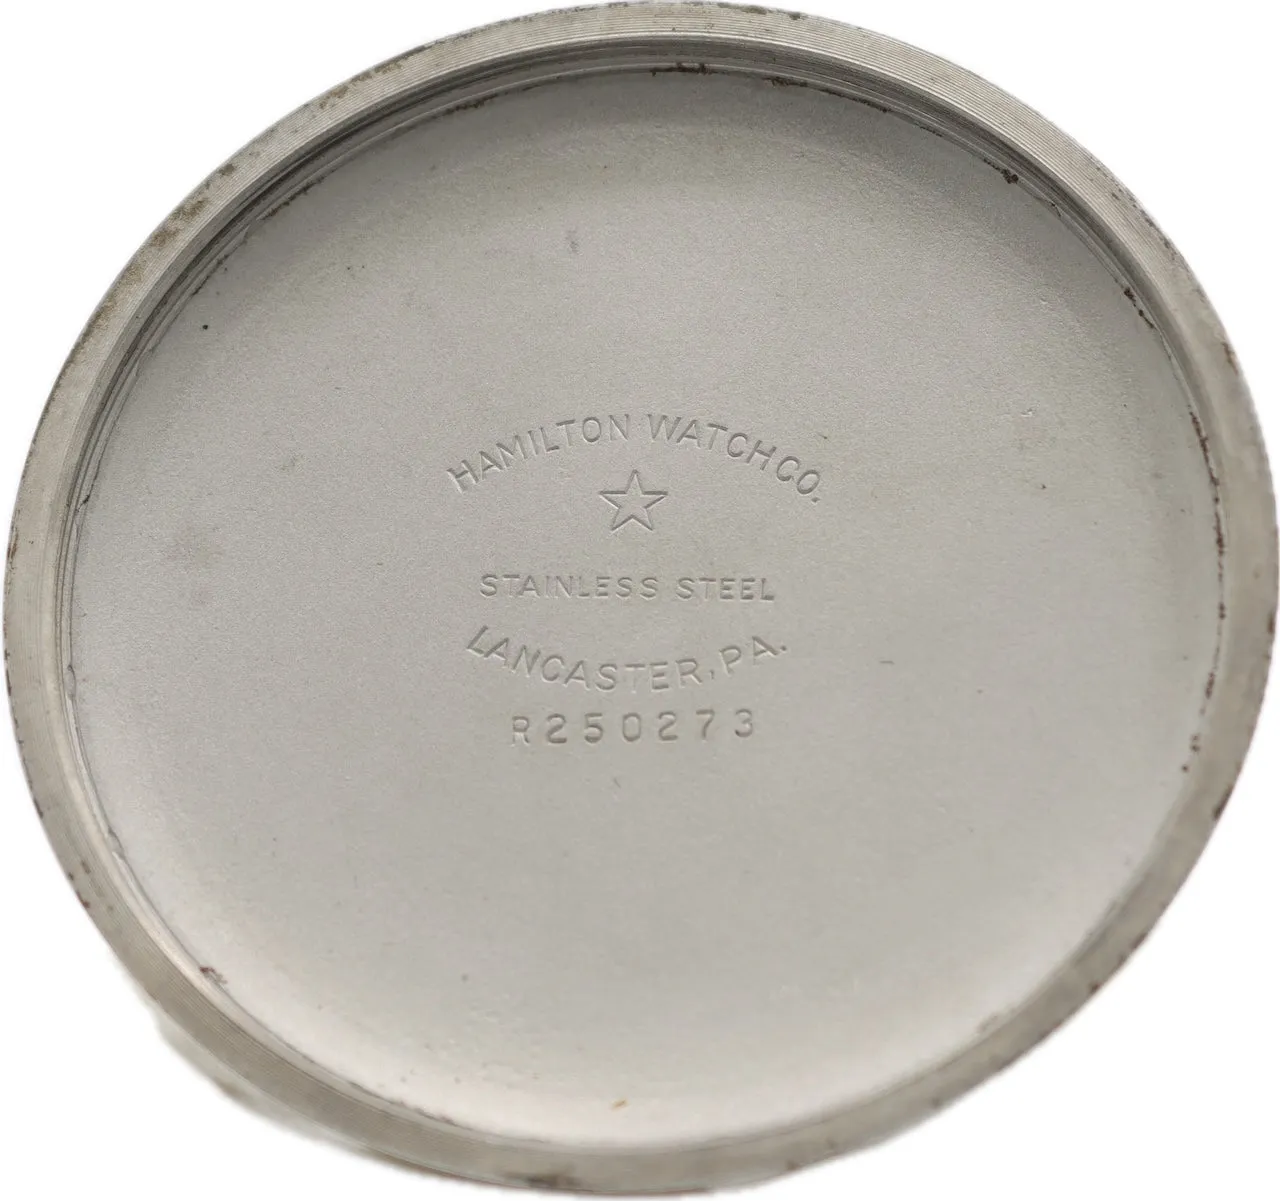 HAMILTON WATCH CO.
STAINLESS STEEL
LANCASTER, PA.
R250273